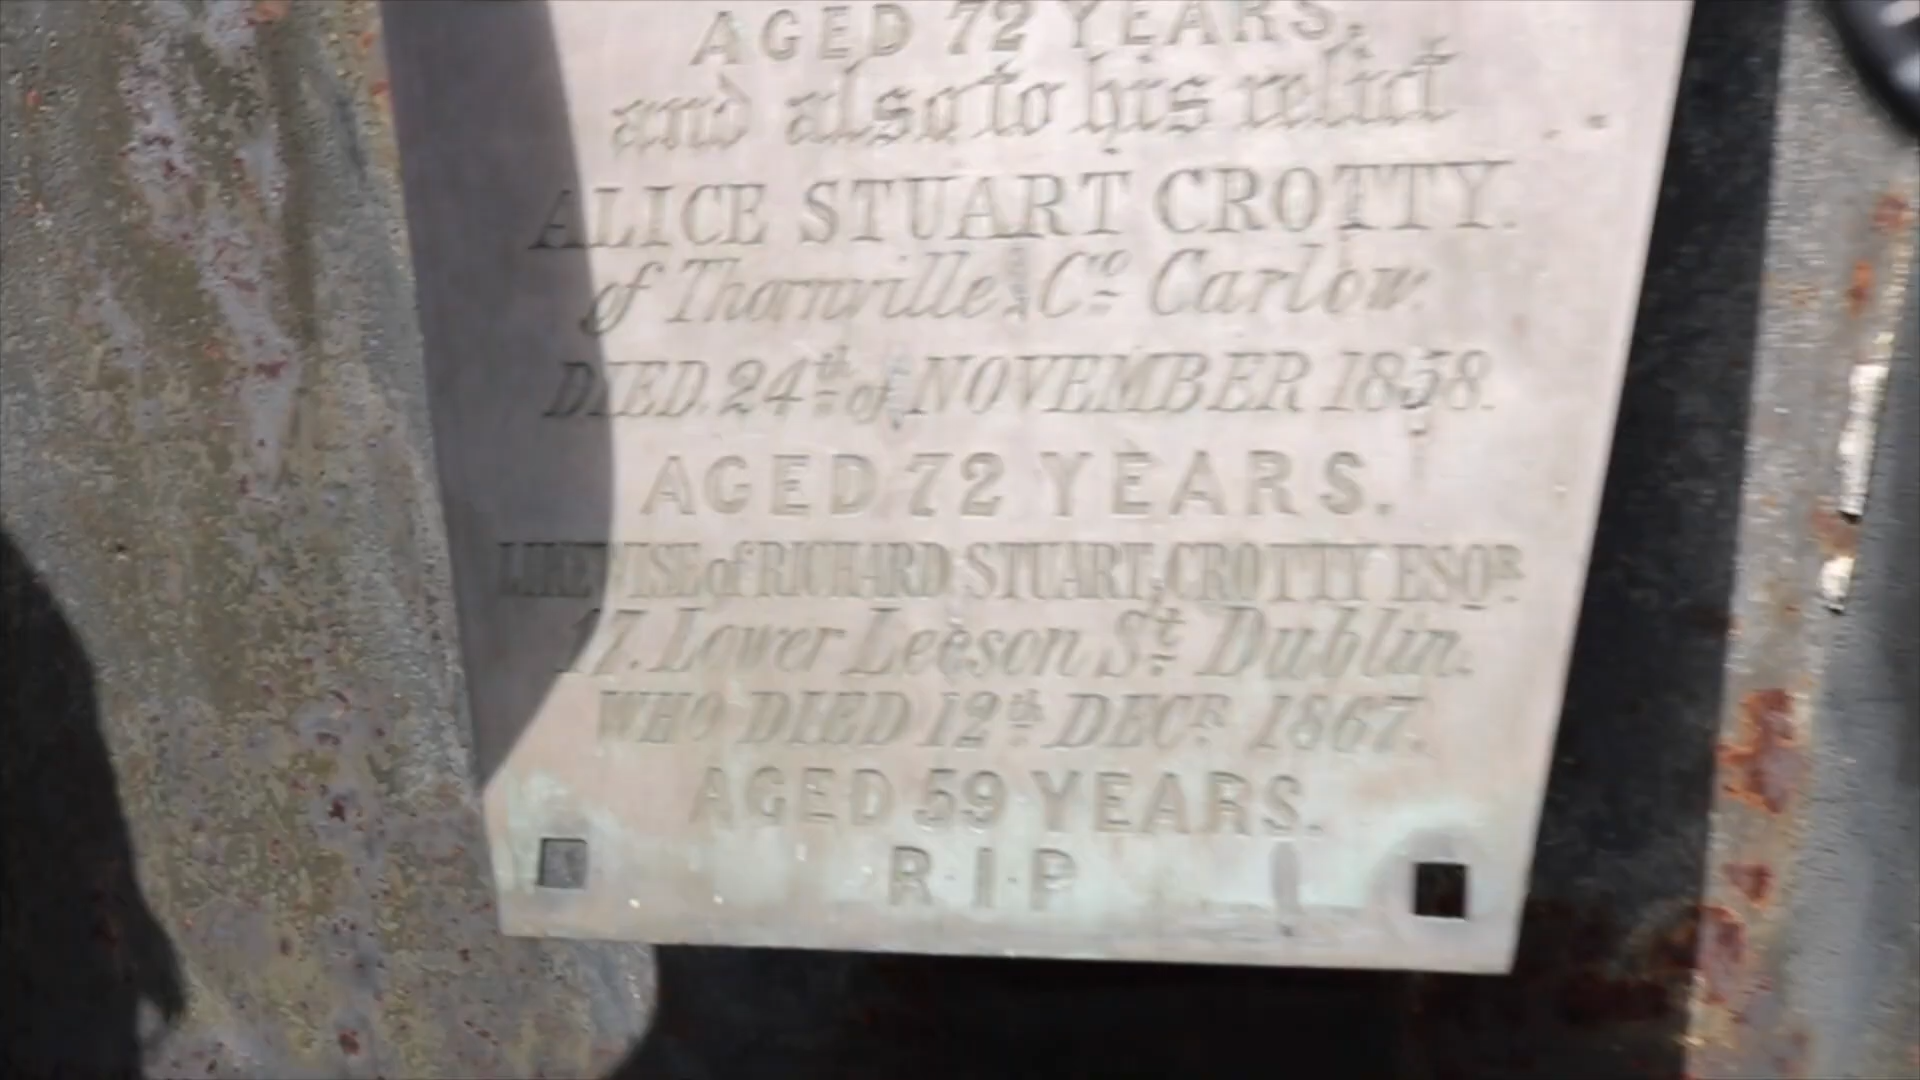 AGED 72 YEARS.
and also to his relict
ALICE STUART CROTTY.
of Thornville Co. Carlow.
DIED. 24th. of NOVEMBER 1858.
AGED 72 YEARS.
LIKEWISE of RICHARD STUART, CROTTY ESQR.
17. Lower Leeson St. Dublin.
WHO DIED 12th. DECR. 1867.
AGED 59 YEARS.
R·I·P